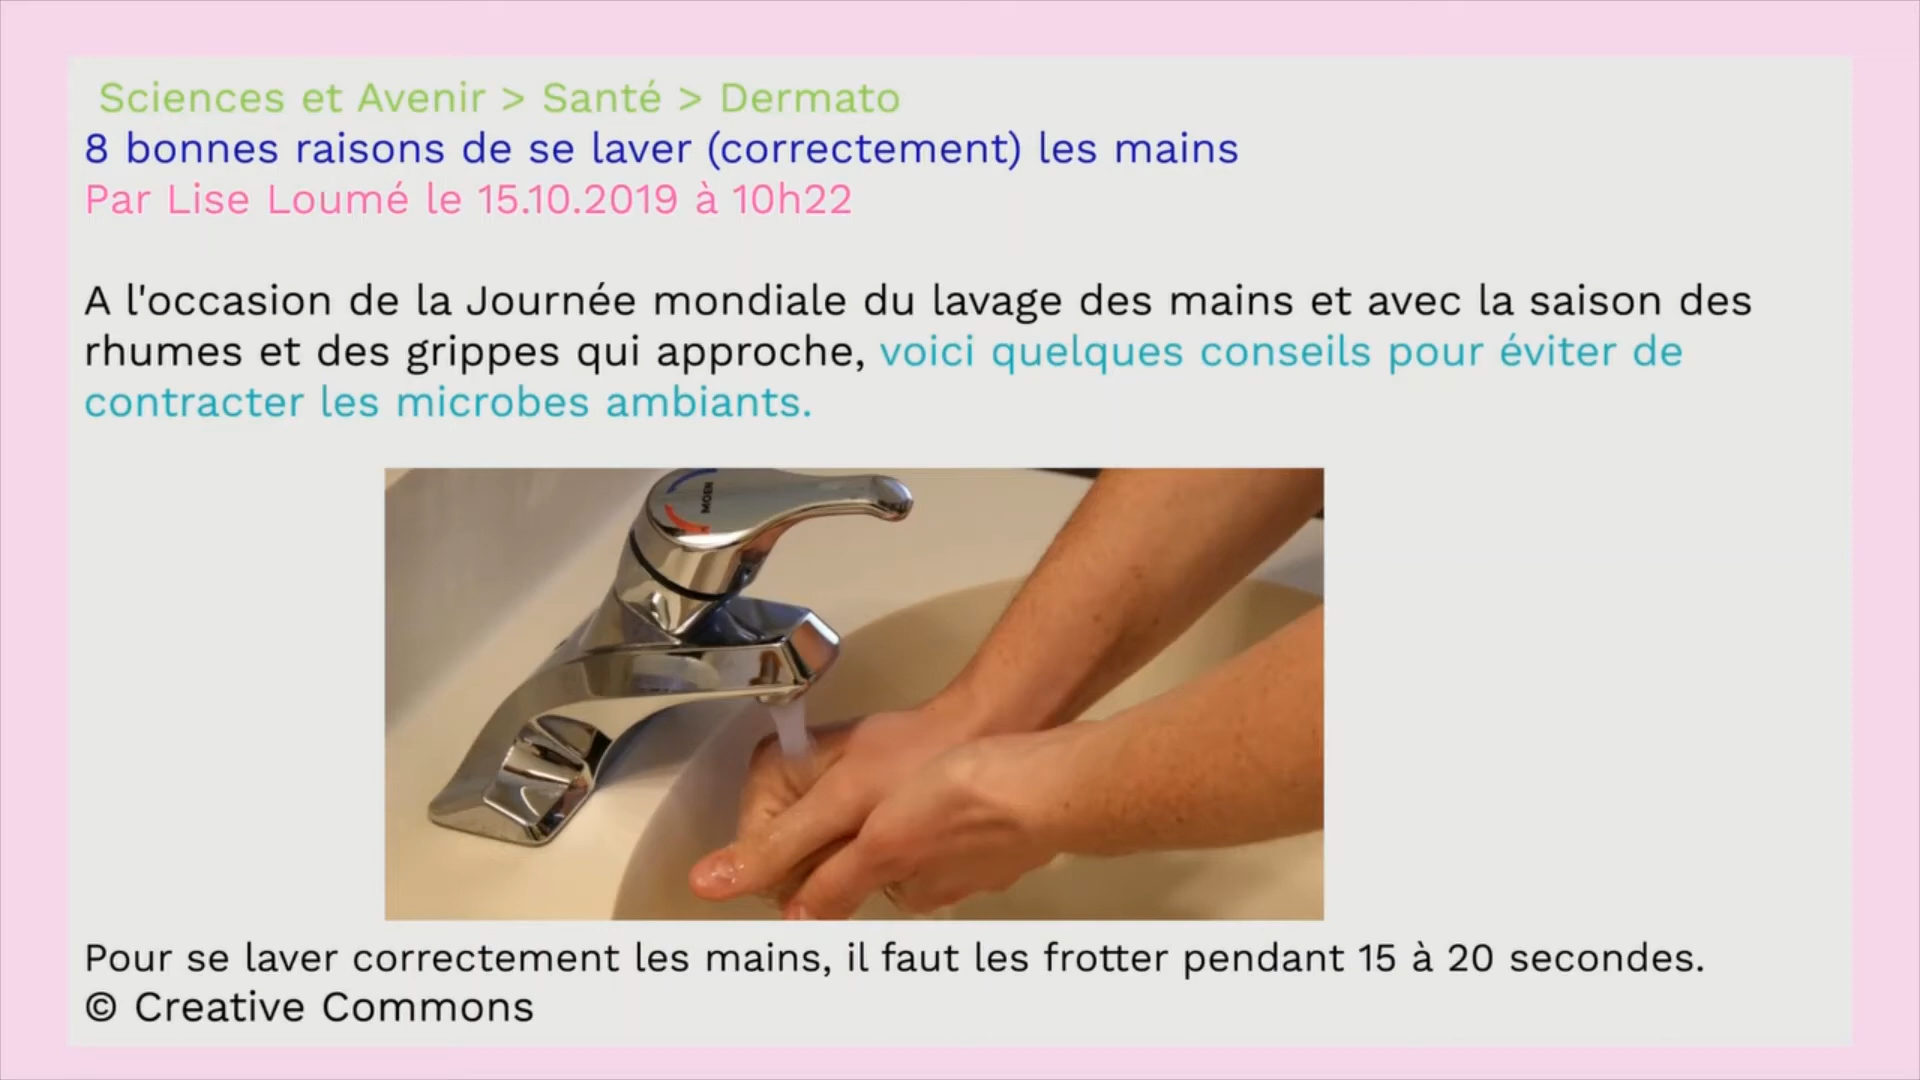 Sciences et Avenir > Santé > Dermato
8 bonnes raisons de se laver (correctement) les mains
Par Lise Loumé le 15.10.2019 à 10h22
A l'occasion de la Journée mondiale du lavage des mains et avec la saison des
rhumes et des grippes qui approche, voici quelques conseils pour éviter de
contracter les microbes ambiants.
MOEN
Pour se laver correctement les mains, il faut les frotter pendant 15 à 20 secondes.
© Creative Commons